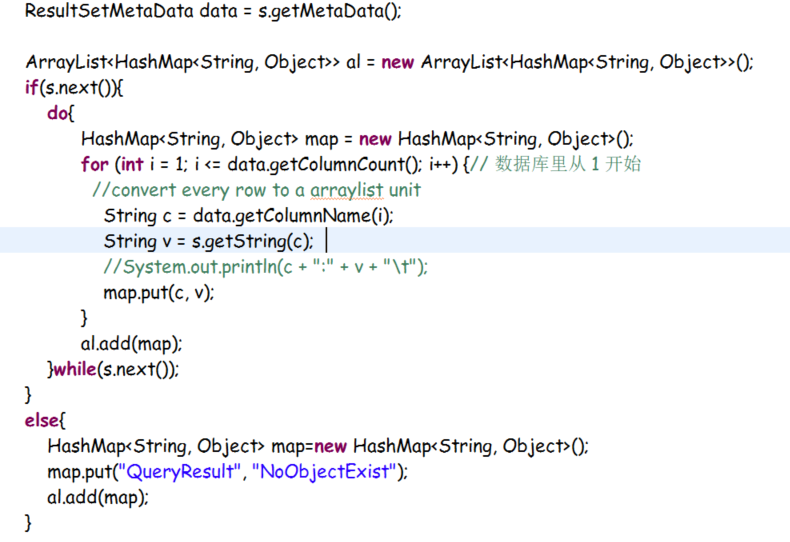 ResultSetMetaData data = s.getMetaData();
ArrayList<HashMap<String, Object>> al = new ArrayList<HashMap<String, Object>>();
if(s.next()){
do{
HashMap<String, Object> map = new HashMap<String, Object>();
for (int i = 1; i <= data.getColumnCount(); i++) {// 数据库里从 1 开始
//convert every row to a arraylist unit
String c = data.getColumnName(i);
String v = s.getString(c);
//System.out.println(c + ":" + v + "\t");
map.put(c, v);
}
al.add(map);
}while(s.next());
}
else{
HashMap<String, Object> map=new HashMap<String, Object>();
map.put("QueryResult", "NoObjectExist");
al.add(map);
}